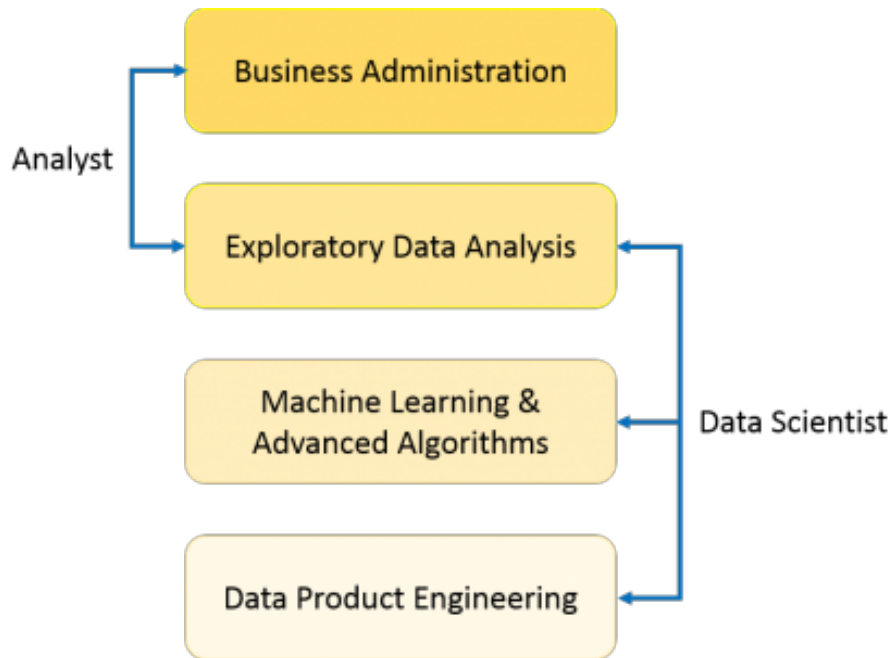 Business Administration
Analyst
Exploratory Data Analysis
Machine Learning &
Advanced Algorithms
Data Scientist
Data Product Engineering